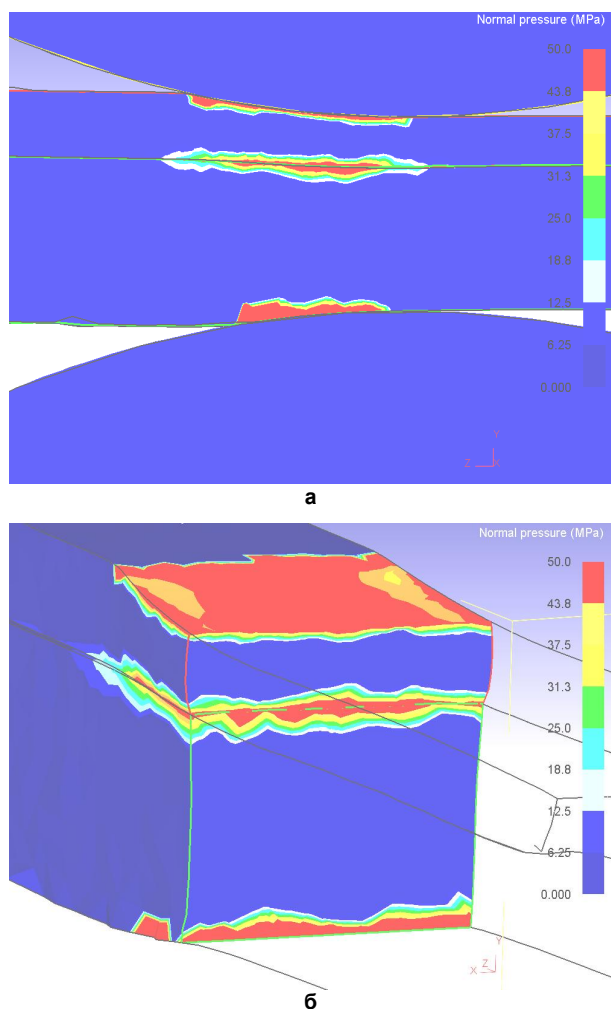 Normal pressure (MPa)
50.0
43.8
37.5
31.3
25.0
18.8
12.5
6.25
0.000
Y
Z X
а
Normal pressure (MPa)
50.0
43.8
37.5
31.3
25.0
18.8
12.5
6.25
0.000
Y
Z
X
б